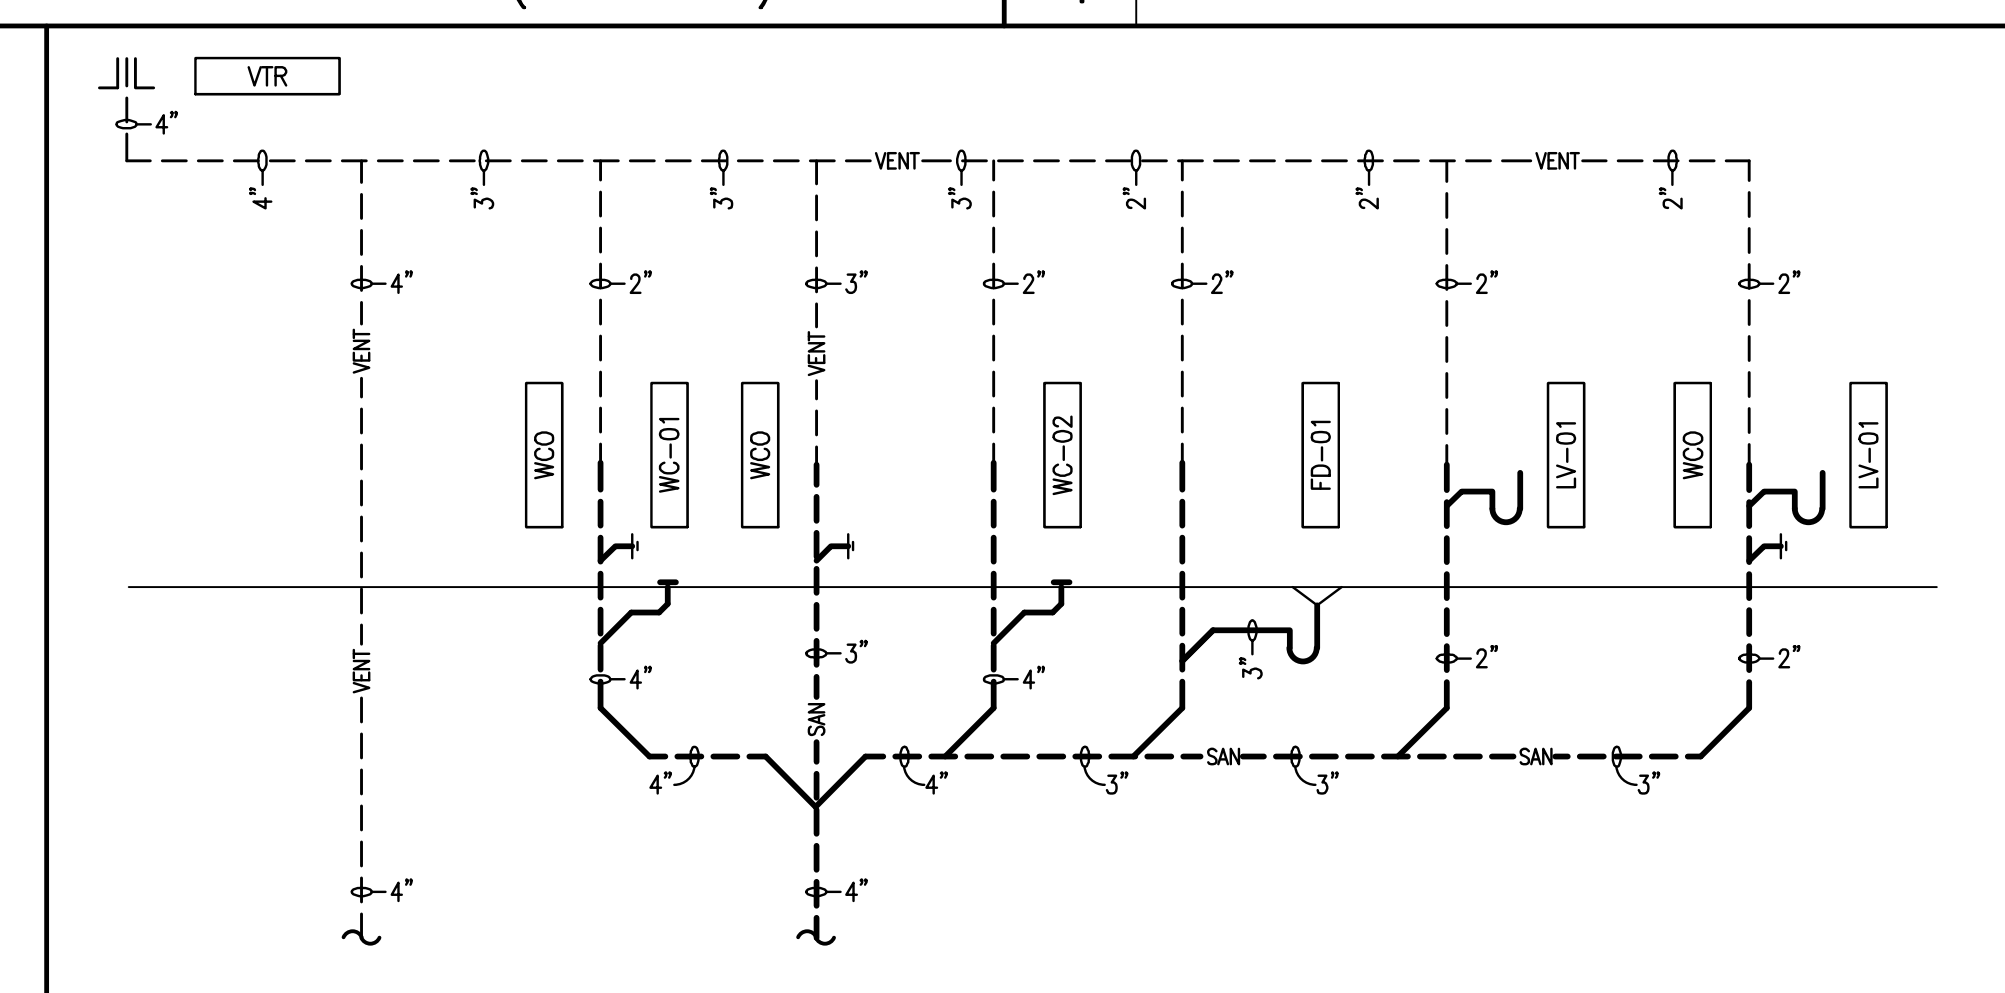 VTR
4"
VENT
VENT
4"
3"
3"
3"
2"
2"
2"
4"
2"
3"
2"
2"
2"
2"
VENT
VENT
WCO
WC-01
WCO
WC-02
FD-01
LV-01
WCO
LV-01
3"
2"
2"
3"
4"
4"
VENT
SAN
SAN
SAN
4"
4"
3"
3"
3"
4"
4"